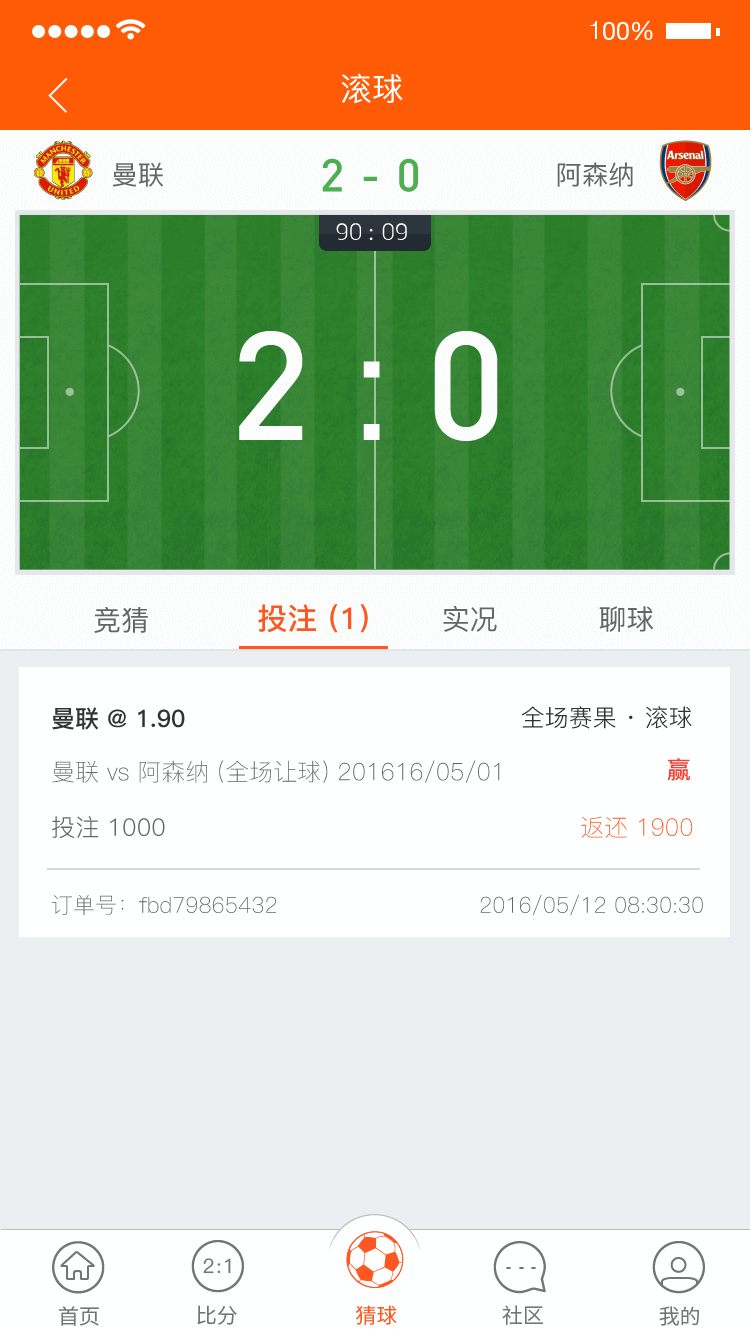 100%
滚球
MANCHESTER UNITED
曼联
2 - 0
阿森纳
Arsenal
90 : 09
2 : 0
竞猜
投注 (1)
实况
聊球
曼联 @ 1.90
全场赛果 · 滚球
曼联 vs 阿森纳 (全场让球) 201616/05/01
赢
投注 1000
返还 1900
订单号: fbd79865432
2016/05/12 08:30:30
2:1
首页
比分
猜球
社区
我的